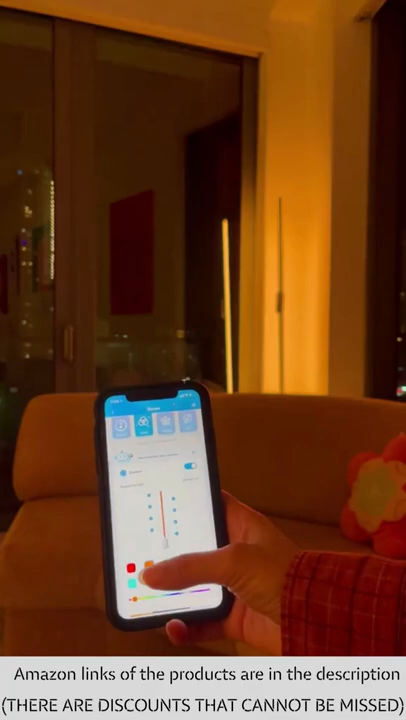 Amazon links of the products are in the description
(THERE ARE DISCOUNTS THAT CANNOT BE MISSED)